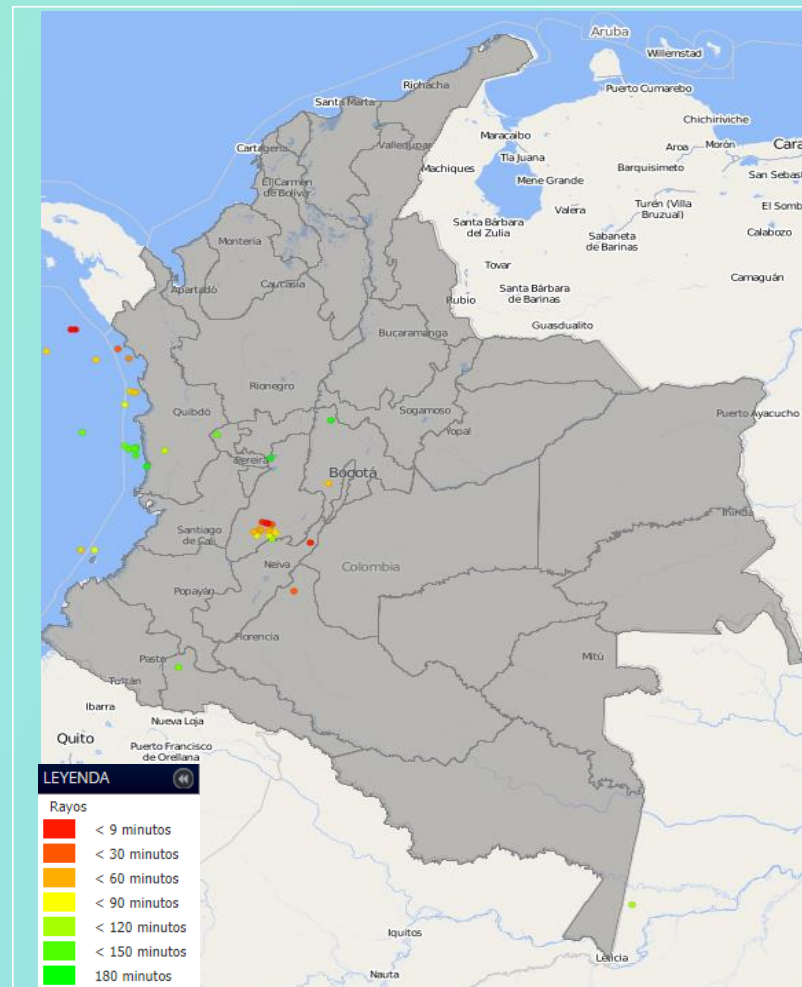 Aruba
Willemstad
Riohacha
Puerto Cumarebo
Santa Marta
Chichiriviche
Maracaibo
Aroa
Morón
Cara
Cartagena
Valledupar
Tía Juana
Machiques
Barquisimeto
San Sebast
El Carmen
de Bolívar
Mene Grande
Valera
Turén (Villa
Bruzual)
El Somb
Santa Bárbara
del Zulia
Sabaneta
de Barinas
Calabozo
Montería
Tovar
Camaguán
Apartadó
Caucasia
Rubio
Santa Bárbara
de Barinas
Guasdualito
Bucaramanga
Rionegro
Quibdó
Sogamoso
Puerto Ayacucho
Yopal
Pereira
Bogotá
Inírida
Santiago
de Cali
Neiva
Colombia
Popayán
Florencia
Pasto
Mitú
Tulcán
Ibarra
Nueva Loja
Quito
Puerto Francisco
de Orellana
LEYENDA
Rayos
< 9 minutos
< 30 minutos
< 60 minutos
< 90 minutos
< 120 minutos
< 150 minutos
180 minutos
Iquitos
Leticia
Nauta